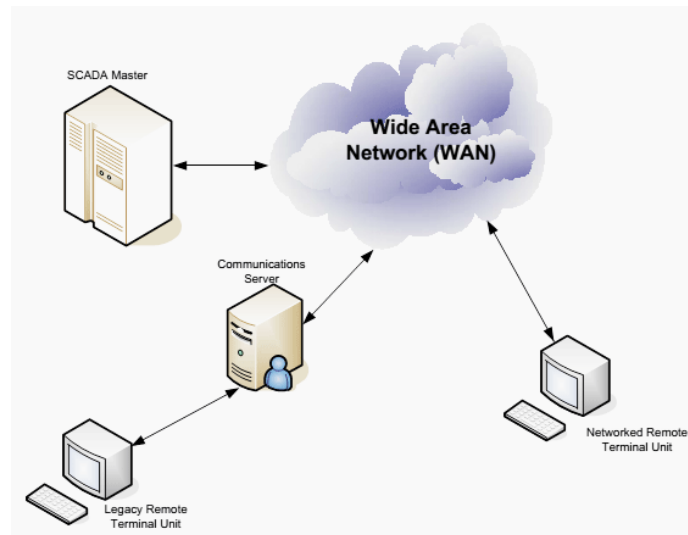 SCADA Master
Wide Area
Network (WAN)
Communications
Server
Networked Remote
Terminal Unit
Legacy Remote
Terminal Unit